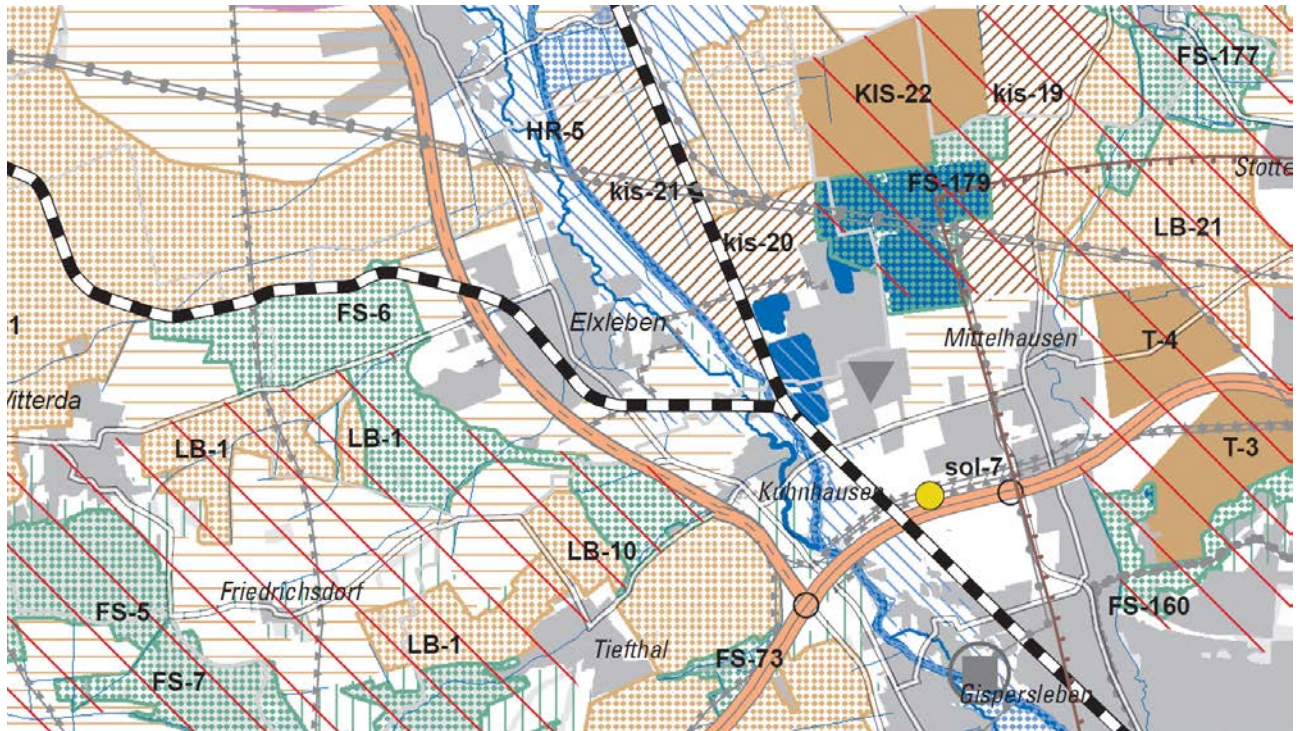 FS-177
KIS-22
kis-19
HR-5
Stotte
FS-179
kis-21
LB-21
kis-20
FS-6
Elxleben
Mittelhausen
T-4
1
Vitterda
LB-1
LB-1
T-3
sol-7
Kühnhausen
LB-10
Friedrichsdorf
FS-5
FS-160
LB-1
Tiefthal
FS-73
FS-7
Gispersleben